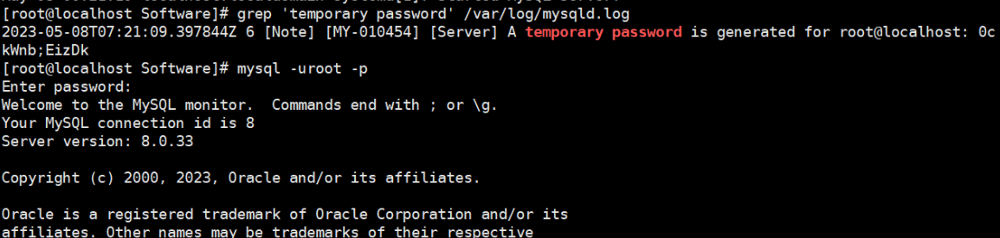 [root@localhost Software]# grep 'temporary password' /var/log/mysqld.log
2023-05-08T07:21:09.397844Z 6 [Note] [MY-010454] [Server] A temporary password is generated for root@localhost: 0c
kWnb;EizDk
[root@localhost Software]# mysql -uroot -p
Enter password:
Welcome to the MySQL monitor.  Commands end with ; or \g.
Your MySQL connection id is 8
Server version: 8.0.33
Copyright (c) 2000, 2023, Oracle and/or its affiliates.
Oracle is a registered trademark of Oracle Corporation and/or its
affiliates. Other names may be trademarks of their respective